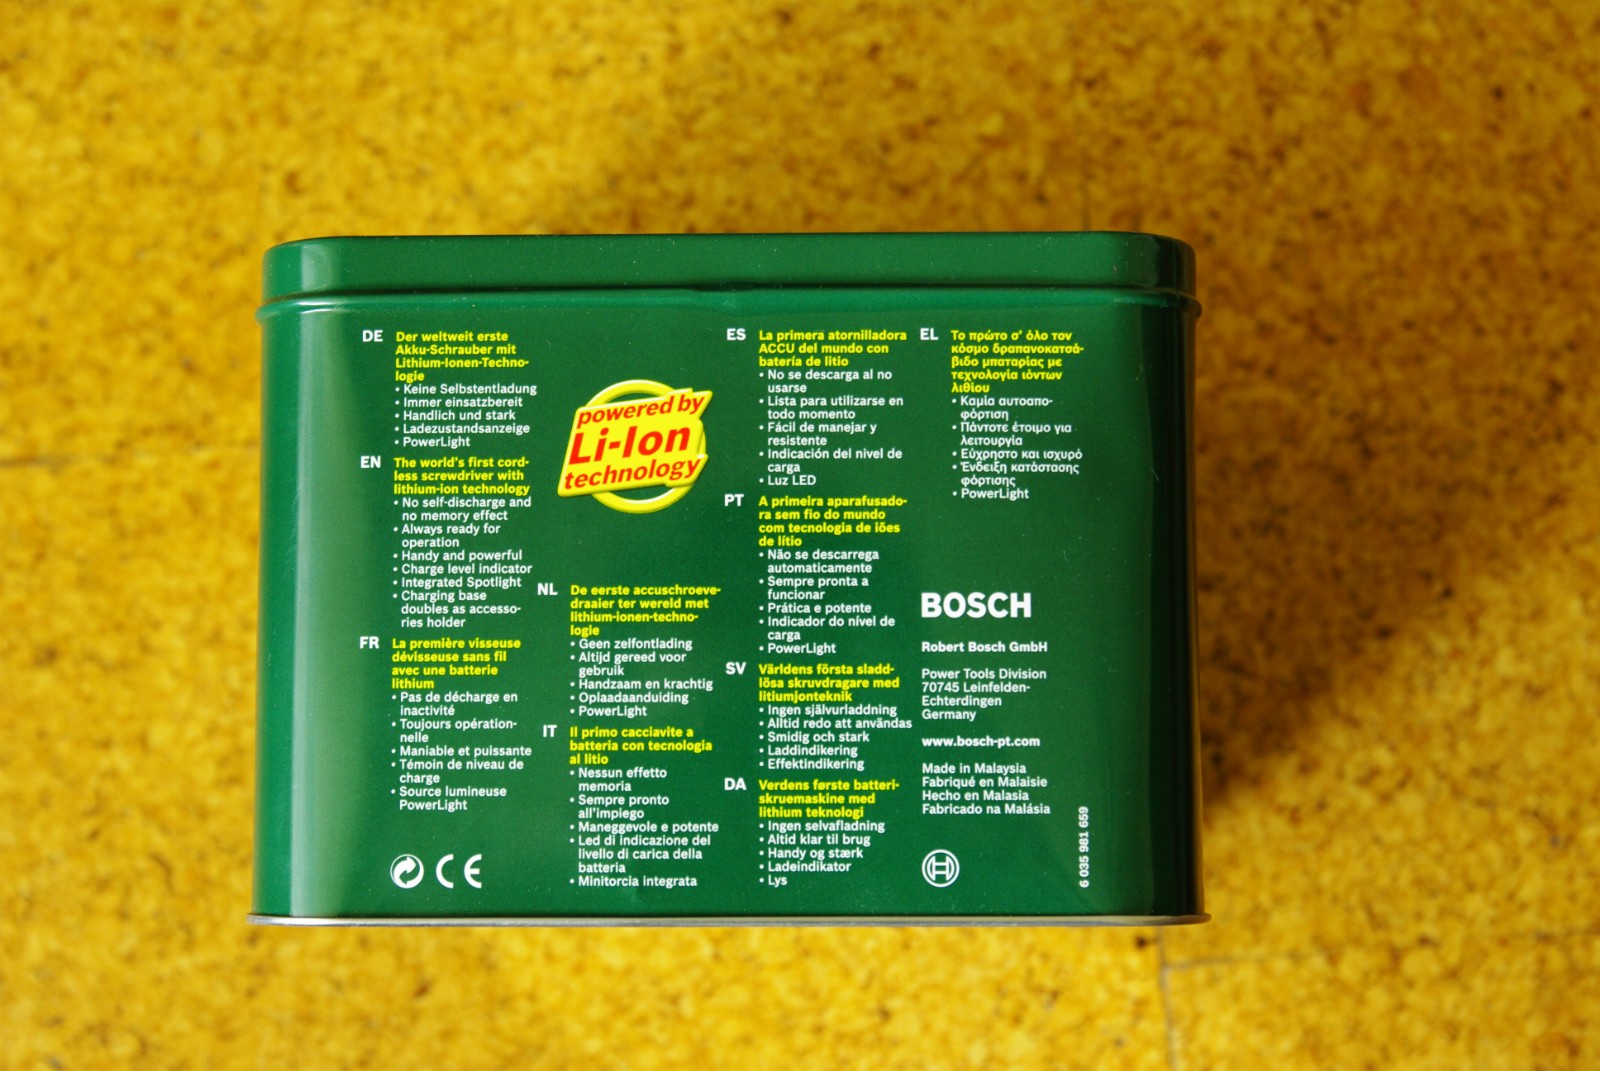 DE Der weltweit erste
Akku-Schrauber mit
Lithium-Ionen-Techno-
logie
• Keine Selbstentladung
• Immer einsatzbereit
• Handlich und stark
• Ladezustandsanzeige
• PowerLight
EN The world's first cord-
less screwdriver with
lithium-ion technology
• No self-discharge and
no memory effect
• Always ready for
operation
• Handy and powerful
• Charge level indicator
• Integrated Spotlight
• Charging base
doubles as accesso-
ries holder
FR La première visseuse
dévisseuse sans fil
avec une batterie
lithium
• Pas de décharge en
inactivité
• Toujours opération-
nelle
• Maniable et puissante
• Témoin de niveau de
charge
• Source lumineuse
PowerLight
CE
powered by
Li-Ion
technology
NL De eerste accuschroeve-
draaier ter wereld met
lithium-ionen-techno-
logie
• Geen zelfontlading
• Altijd gereed voor
gebruik
• Handzaam en krachtig
• Oplaadaanduiding
• PowerLight
IT Il primo cacciavite a
batteria con tecnologia
al litio
• Nessun effetto
memoria
• Sempre pronto
all'impiego
• Maneggevole e potente
• Led di indicazione del
livello di carica della
batteria
• Minitorcia integrata
ES La primera atornilladora
ACCU del mundo con
batería de litio
• No se descarga al no
usarse
• Lista para utilizarse en
todo momento
• Fácil de manejar y
resistente
• Indicación del nivel de
carga
• Luz LED
PT A primeira aparafusado-
ra sem fio do mundo
com tecnologia de iões
de lítio
• Não se descarrega
automaticamente
• Sempre pronta a
funcionar
• Prática e potente
• Indicador do nível de
carga
• PowerLight
SV Världens första sladd-
lösa skruvdragare med
litiumjonteknik
• Ingen självurladdning
• Alltid redo att användas
• Smidig och stark
• Laddindikering
• Effektindikering
DA Verdens første batteri-
skruemaskine med
lithium teknologi
• Ingen selvafladning
• Altid klar til brug
• Handy og stærk
• Ladeindikator
• Lys
EL Το πρώτο σ' όλο τον
κόσμο δραπανοκατσά-
βιδο μπαταρίας με
τεχνολογία ιόντων
λιθίου
• Καμία αυτοαπο-
φόρτιση
• Πάντοτε έτοιμο για
λειτουργία
• Εύχρηστο και ισχυρό
• Ένδειξη κατάστασης
φόρτισης
• PowerLight
BOSCH
Robert Bosch GmbH
Power Tools Division
70745 Leinfelden-
Echterdingen
Germany
www.bosch-pt.com
Made in Malaysia
Fabriqué en Malaisie
Hecho en Malasia
Fabricado na Malásia
6 035 981 659